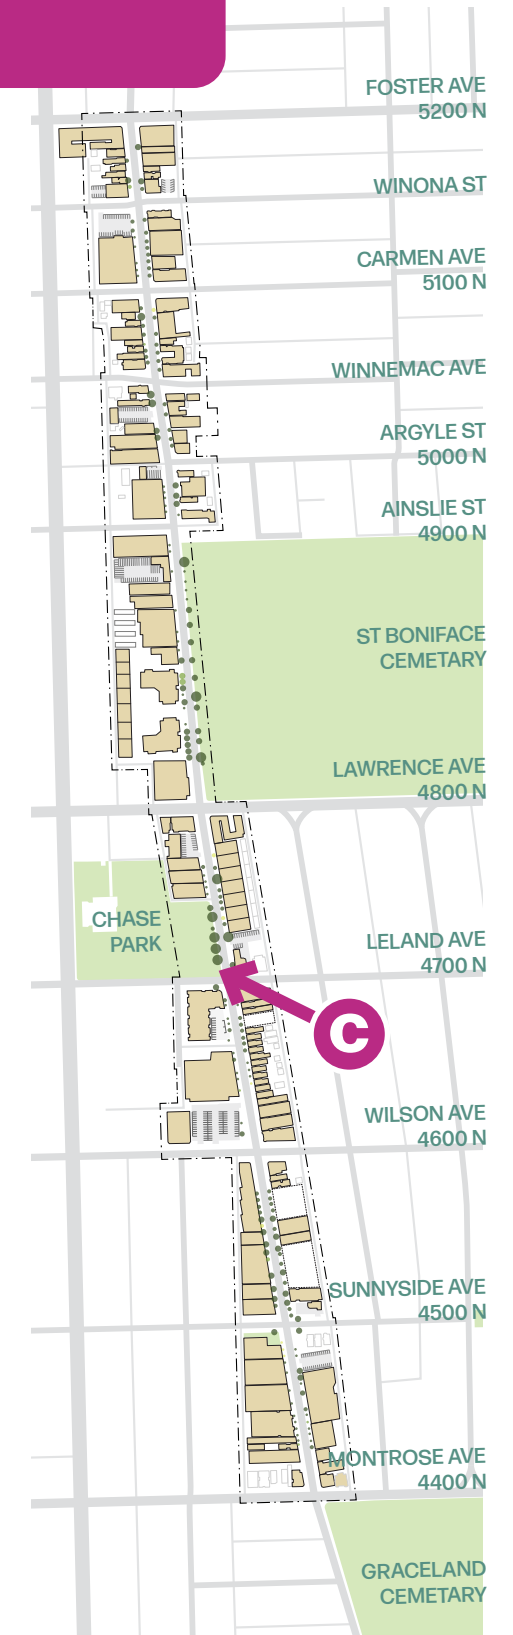 FOSTER AVE
5200 N
WINONA ST
CARMEN AVE
5100 N
WINNEMAC AVE
ARGYLE ST
5000 N
AINSLIE ST
4900 N
ST BONIFACE
CEMETARY
LAWRENCE AVE
4800 N
CHASE
PARK
LELAND AVE
4700 N
C
WILSON AVE
4600 N
SUNNYSIDE AVE
4500 N
MONTROSE AVE
4400 N
GRACELAND
CEMETARY